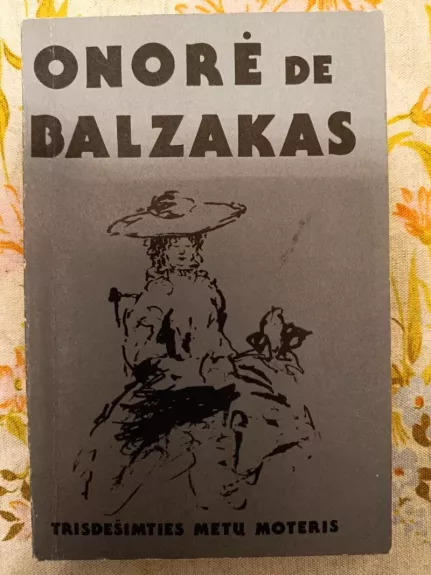 ONORĖ DE
BALZAKAS
TRISDEŠIMTIES METŲ MOTERIS